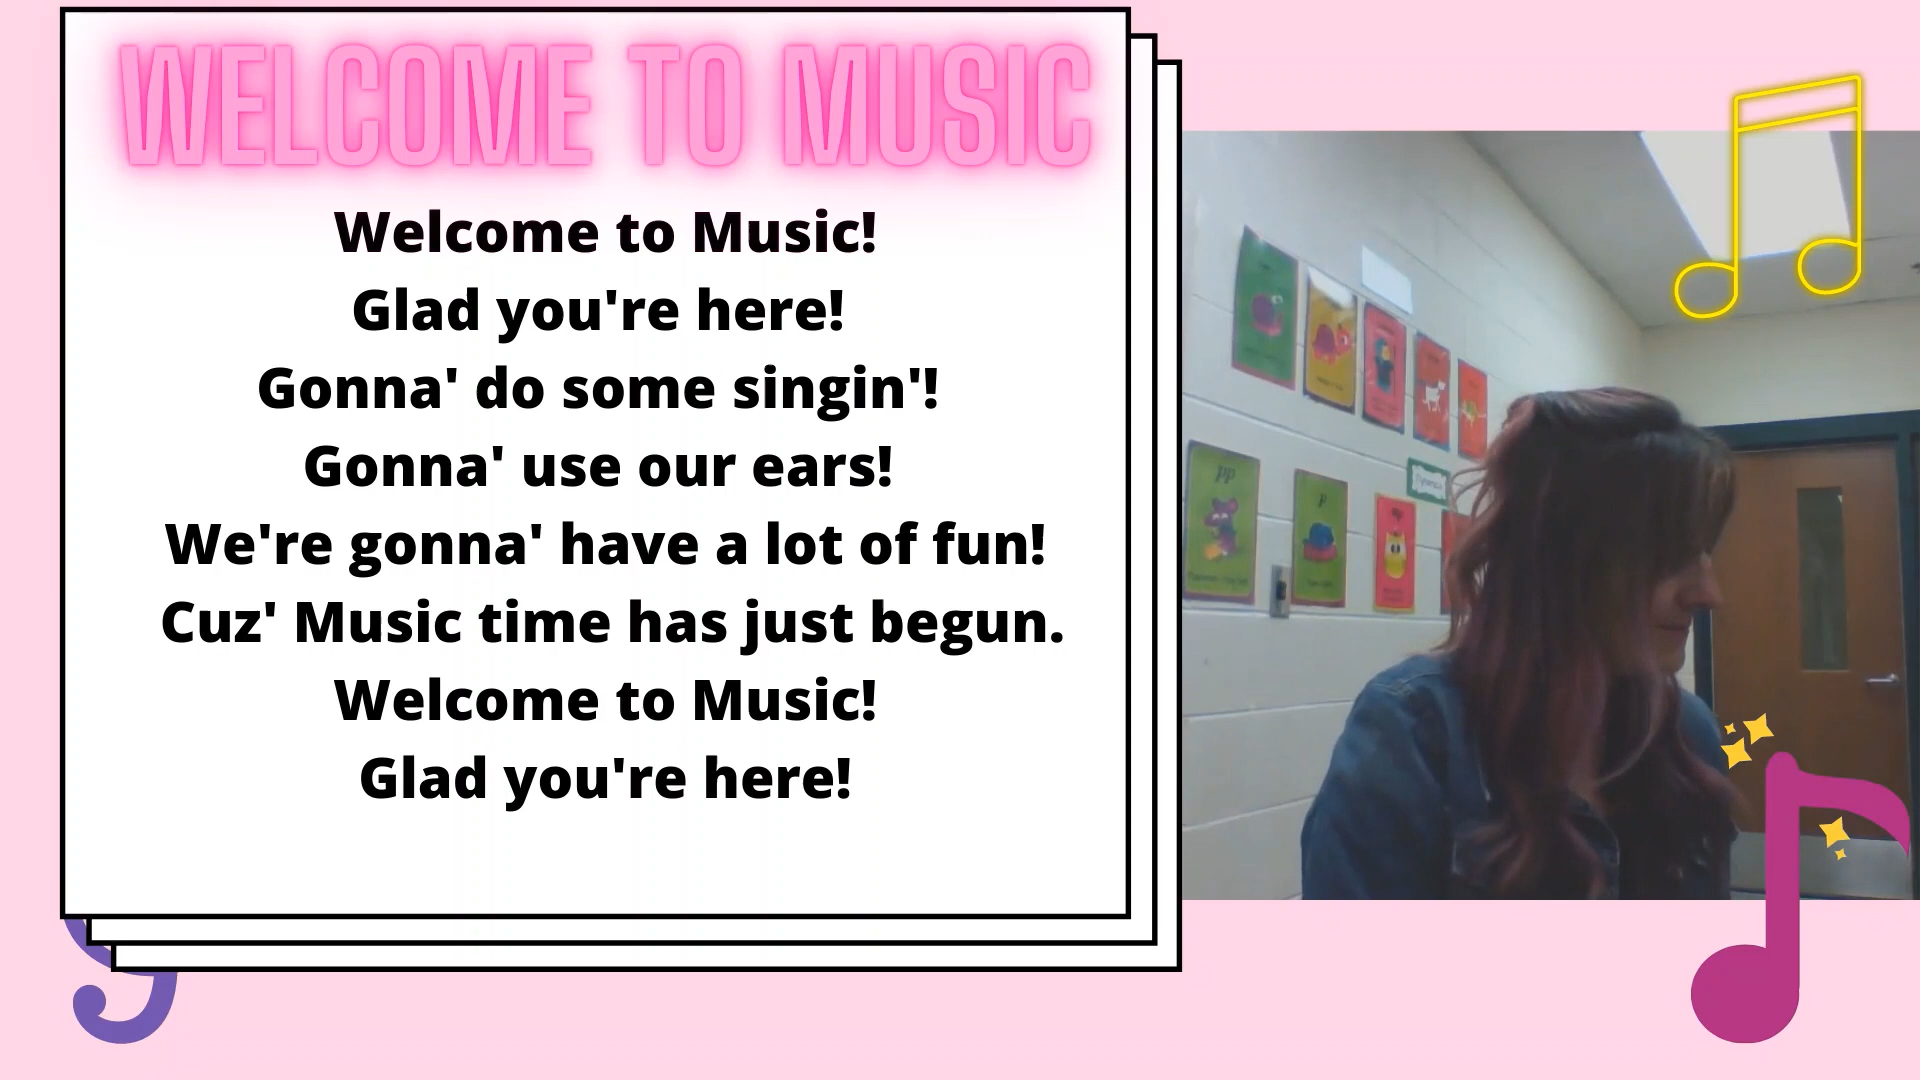 WELCOME TO MUSIC
Welcome to Music!
Glad you're here!
Gonna' do some singin'!
Gonna' use our ears!
We're gonna' have a lot of fun!
Cuz' Music time has just begun.
Welcome to Music!
Glad you're here!
pp
p